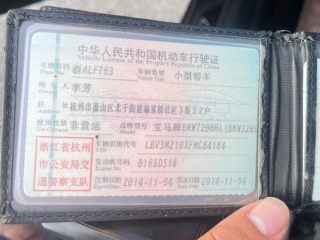 中华人民共和国机动车行驶证
Vehicle License of the People's Republic of China
号牌号码 浙ALF763 车辆类型 小型轿车
Plate No. Vehicle Type
所有人 李芳
Owner
住址 杭州市萧山区北干街道
Address
使用性质 非营运 品牌型号 宝马牌BMW7200
Use Character Model
浙江省杭州
市公安局交
通警察支队
车辆识别代号 LBV3M210XFMC84184
VIN
发动机号码 0165D516
Engine No.
注册日期 2014-11-04 发证日期 2014-11-04
Register Date Issue Date